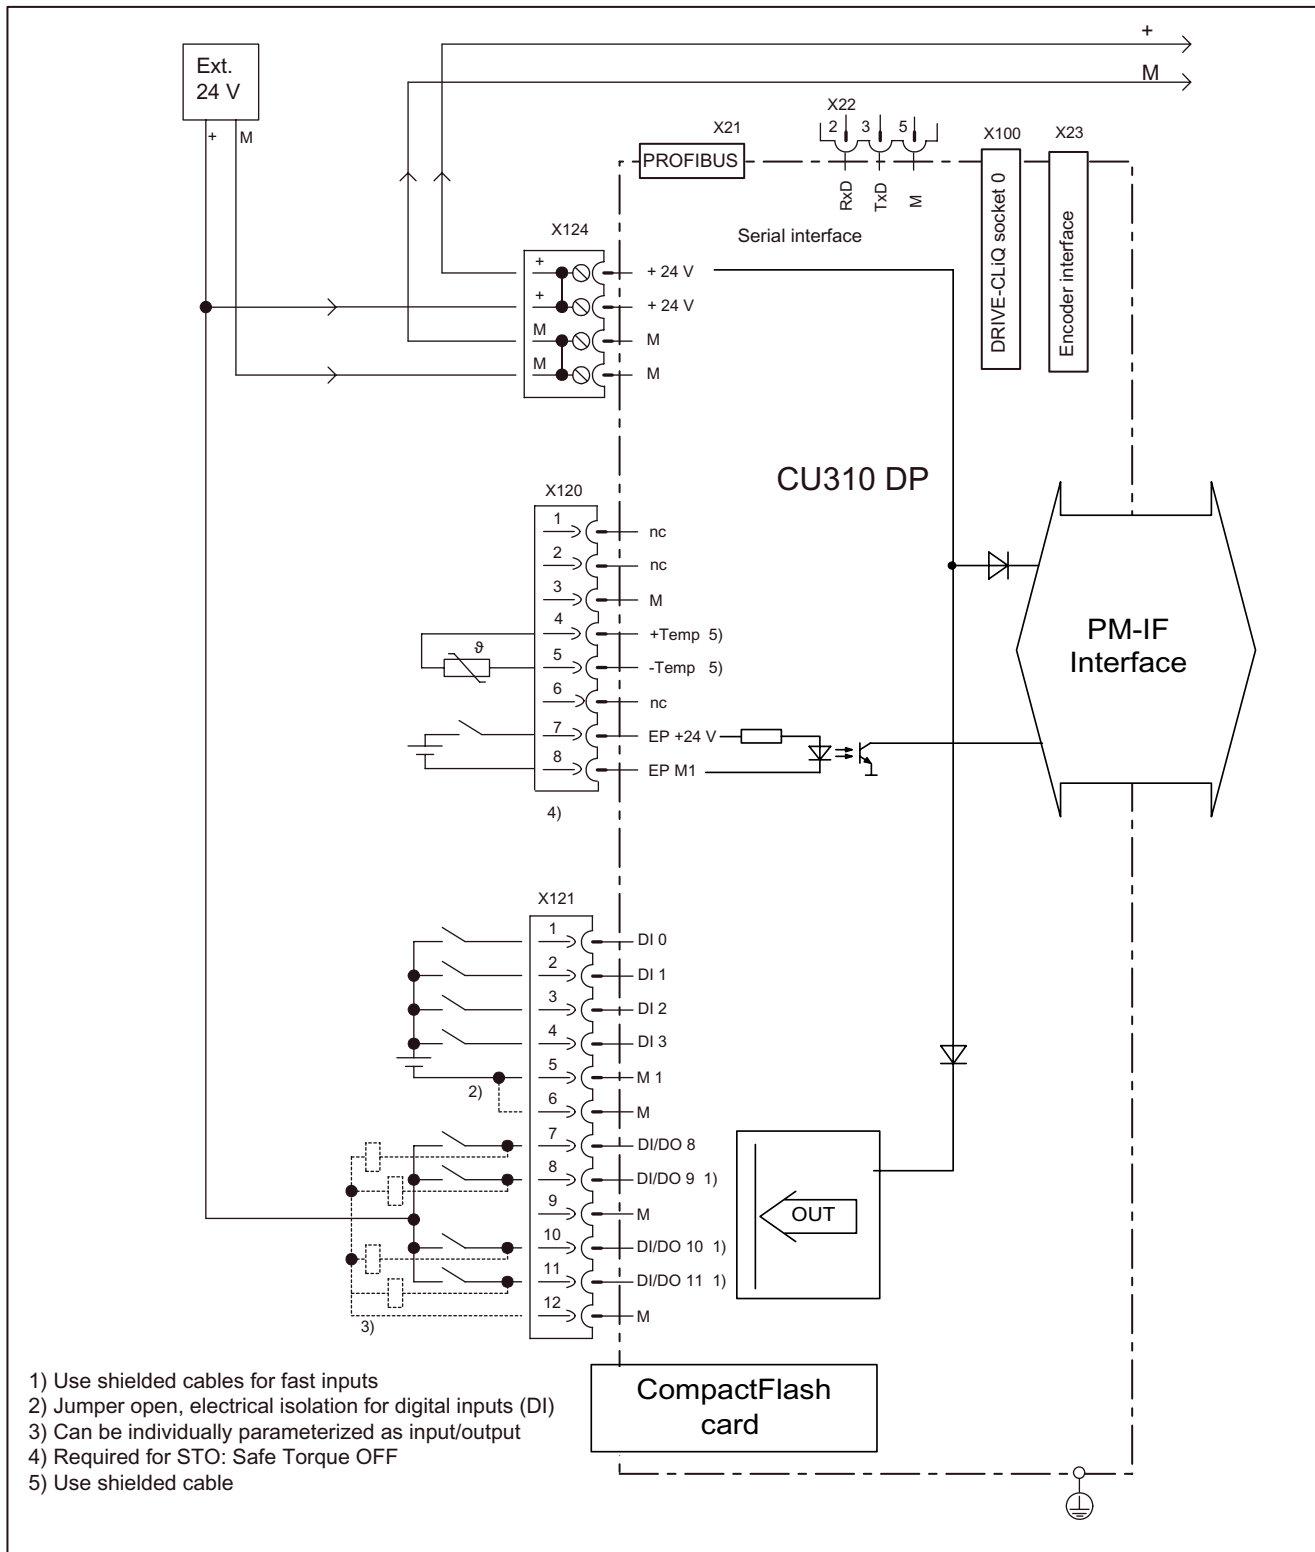 +
M
Ext.
24 V
+
M
X22
2 3 5
RxD
TxD
M
X21
PROFIBUS
X100
DRIVE-CLiQ socket 0
X23
Encoder interface
Serial interface
X124
+ + 24 V
+ + 24 V
M M
M M
CU310 DP
X120
1 nc
2 nc
3 M
4 +Temp 5)
ϑ
5 -Temp 5)
6 nc
7 EP +24 V
8 EP M1
4)
PM-IF
Interface
X121
1 DI 0
2 DI 1
3 DI 2
4 DI 3
5 M 1
2)
6 M
7 DI/DO 8
8 DI/DO 9 1)
9 M
10 DI/DO 10 1)
11 DI/DO 11 1)
12 M
3)
OUT
CompactFlash
card
1) Use shielded cables for fast inputs
2) Jumper open, electrical isolation for digital inputs (DI)
3) Can be individually parameterized as input/output
4) Required for STO: Safe Torque OFF
5) Use shielded cable